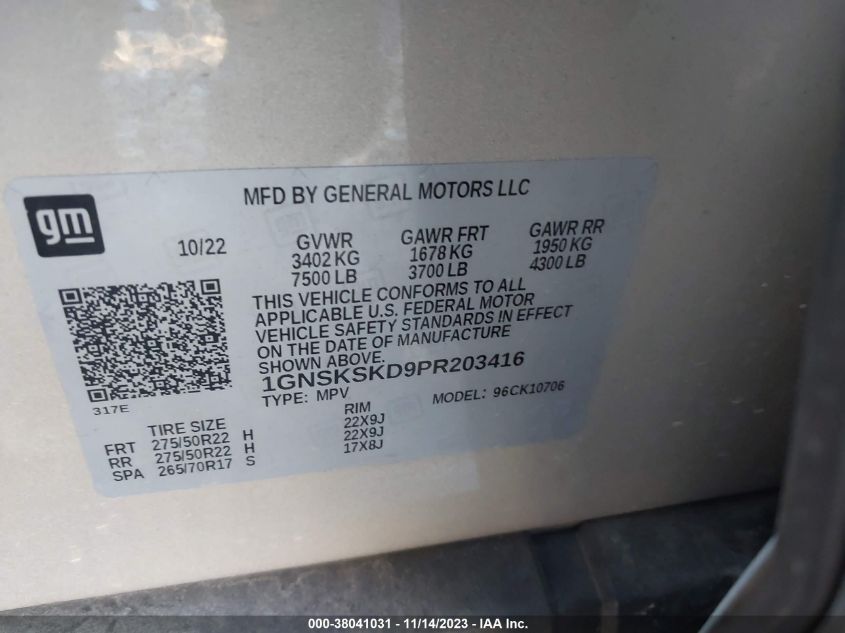 gm
MFD BY GENERAL MOTORS LLC
10/22 GVWR GAWR FRT GAWR RR
3402 KG 1678 KG 1950 KG
7500 LB 3700 LB 4300 LB
THIS VEHICLE CONFORMS TO ALL
APPLICABLE U.S. FEDERAL MOTOR
VEHICLE SAFETY STANDARDS IN EFFECT
ON THE DATE OF MANUFACTURE
SHOWN ABOVE.
1GNSKSKD9PR203416
317E
TYPE: MPV MODEL: 96CK10706
TIRE SIZE RIM
FRT 275/50R22 H 22X9J
RR 275/50R22 H 22X9J
SPA 265/70R17 S 17X8J
000-38041031 - 11/14/2023 - IAA Inc.